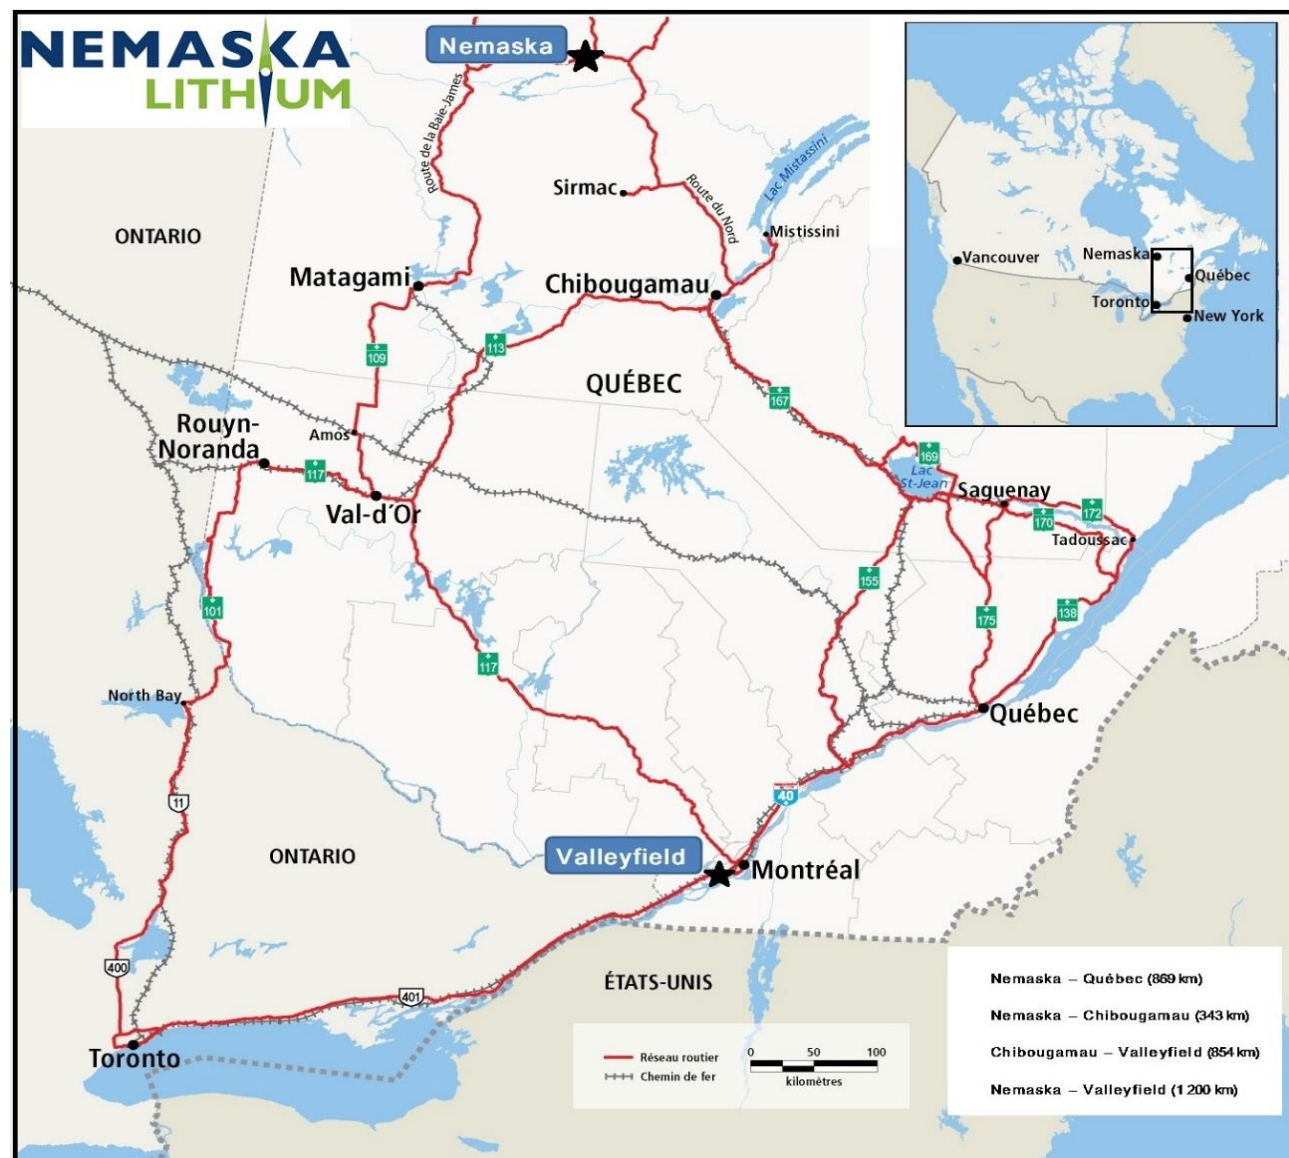 NEMASKA
LITHIUM
Nemaska
Route de la Baie-James
Lac Mistassini
Sirmac
Route du Nord
Mistissini
ONTARIO
Matagami
Chibougamau
109
113
QUÉBEC
167
Rouyn-
Noranda
Amos
117
Val-d'Or
169
Lac
St-Jean
Saguenay
172
170
Tadoussac
155
101
175
138
117
North Bay
Québec
11
40
ONTARIO
Valleyfield
Montréal
400
401
ÉTATS-UNIS
Toronto
Vancouver
Nemaska
Québec
Toronto
New York
Réseau routier
Chemin de fer
0 50 100
kilomètres
Nemaska – Québec (869 km)
Nemaska – Chibougamau (343 km)
Chibougamau – Valleyfield (854 km)
Nemaska – Valleyfield (1 200 km)